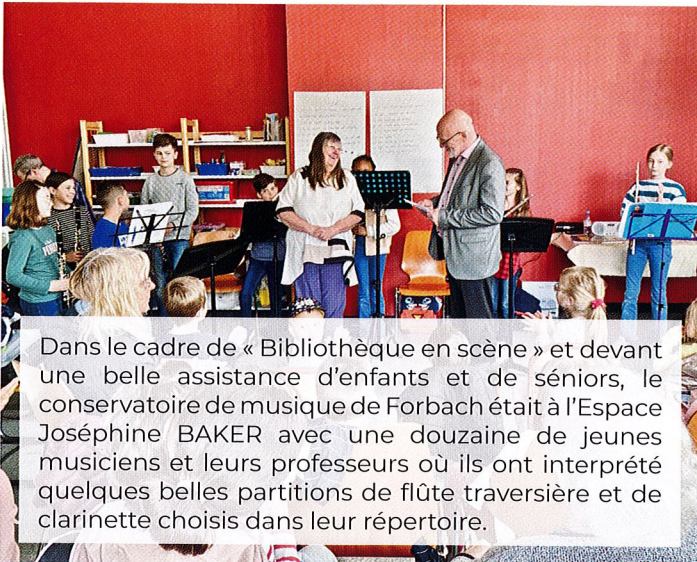 Dans le cadre de « Bibliothèque en scène » et devant
une belle assistance d'enfants et de séniors, le
conservatoire de musique de Forbach était à l'Espace
Joséphine BAKER avec une douzaine de jeunes
musiciens et leurs professeurs où ils ont interprété
quelques belles partitions de flûte traversière et de
clarinette choisis dans leur répertoire.